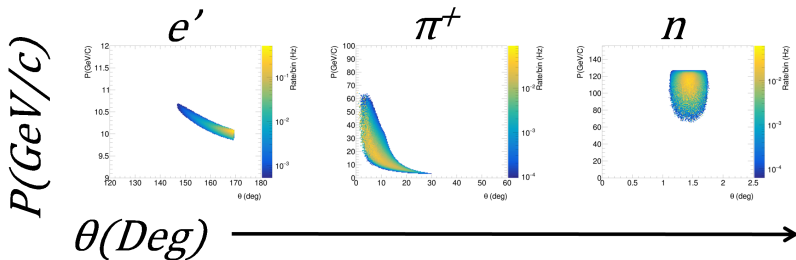 e’ π⁺ n
P(GeV/c)
P(GeV/C)
12
11.5
11
10.5
10
9.5
9
120 130 140 150 160 170 180
θ (deg)
Rate/bin (Hz)
10⁻¹
10⁻²
10⁻³
P(GeV/C)
100
90
80
70
60
50
40
30
20
10
0
0 10 20 30 40 50 60
θ (deg)
Rate/bin (Hz)
10⁻²
10⁻³
10⁻⁴
P(GeV/C)
140
120
100
80
60
40
20
0
0 0.5 1 1.5 2 2.5
θ (deg)
Rate/bin (Hz)
10⁻²
10⁻³
10⁻⁴
θ(Deg)